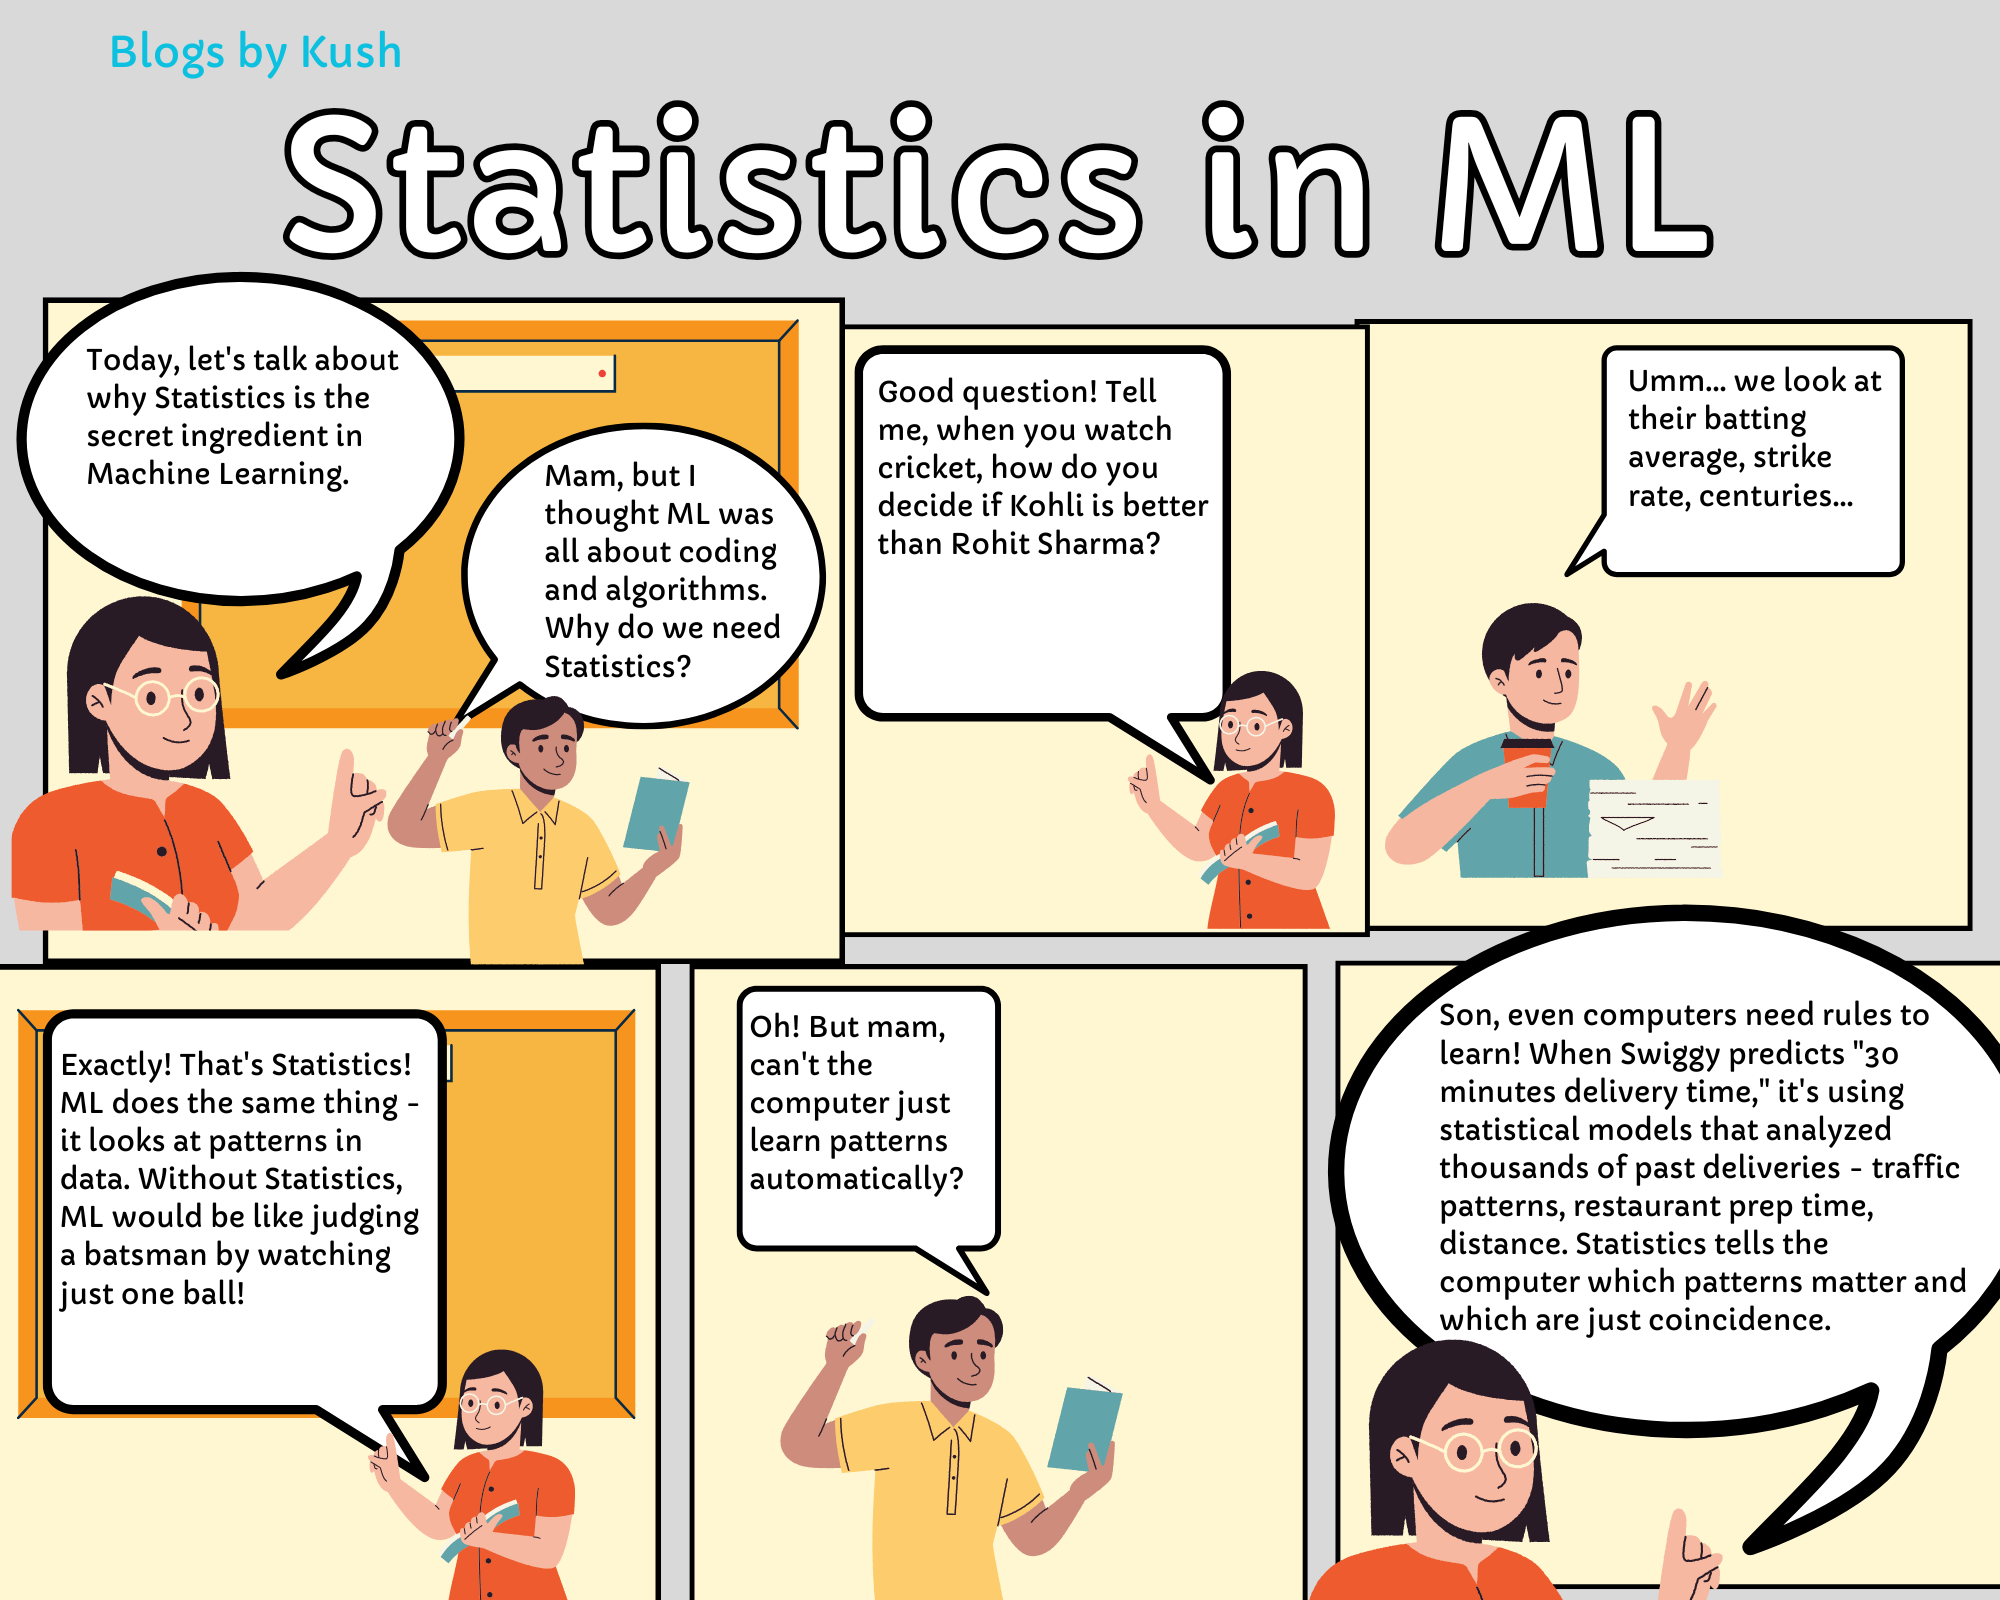 Blogs by Kush
Statistics in ML
Today, let's talk about
why Statistics is the
secret ingredient in
Machine Learning.
Mam, but I
thought ML was
all about coding
and algorithms.
Why do we need
Statistics?
Good question! Tell
me, when you watch
cricket, how do you
decide if Kohli is better
than Rohit Sharma?
Umm... we look at
their batting
average, strike
rate, centuries...
Exactly! That's Statistics!
ML does the same thing -
it looks at patterns in
data. Without Statistics,
ML would be like judging
a batsman by watching
just one ball!
Oh! But mam,
can't the
computer just
learn patterns
automatically?
Son, even computers need rules to
learn! When Swiggy predicts "30
minutes delivery time," it's using
statistical models that analyzed
thousands of past deliveries - traffic
patterns, restaurant prep time,
distance. Statistics tells the
computer which patterns matter and
which are just coincidence.